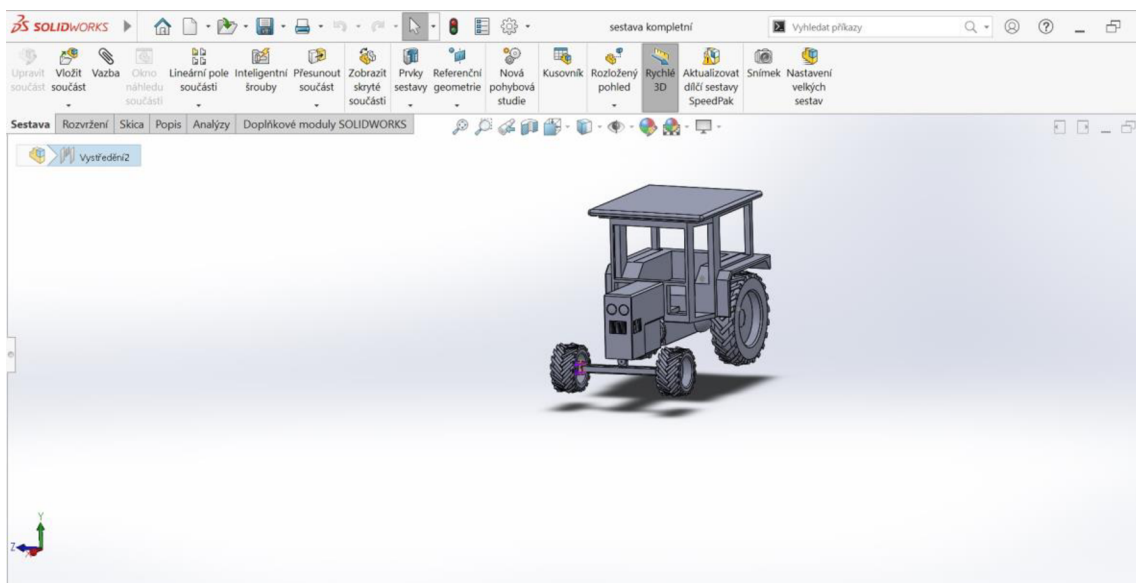 SOLIDWORKS
sestava kompletní
Vyhledat příkazy
Upravit součást
Vložit součást
Vazba
Okno náhledu součásti
Lineární pole součásti
Inteligentní šrouby
Přesunout součást
Zobrazit skryté součásti
Prvky sestavy
Referenční geometrie
Nová pohybová studie
Kusovník
Rozložený pohled
Rychlé 3D
Aktualizovat dílčí sestavy SpeedPak
Snímek
Nastavení velkých sestav
Sestava Rozvržení Skica Popis Analýzy Doplňkové moduly SOLIDWORKS
Vystředění2
Y
Z